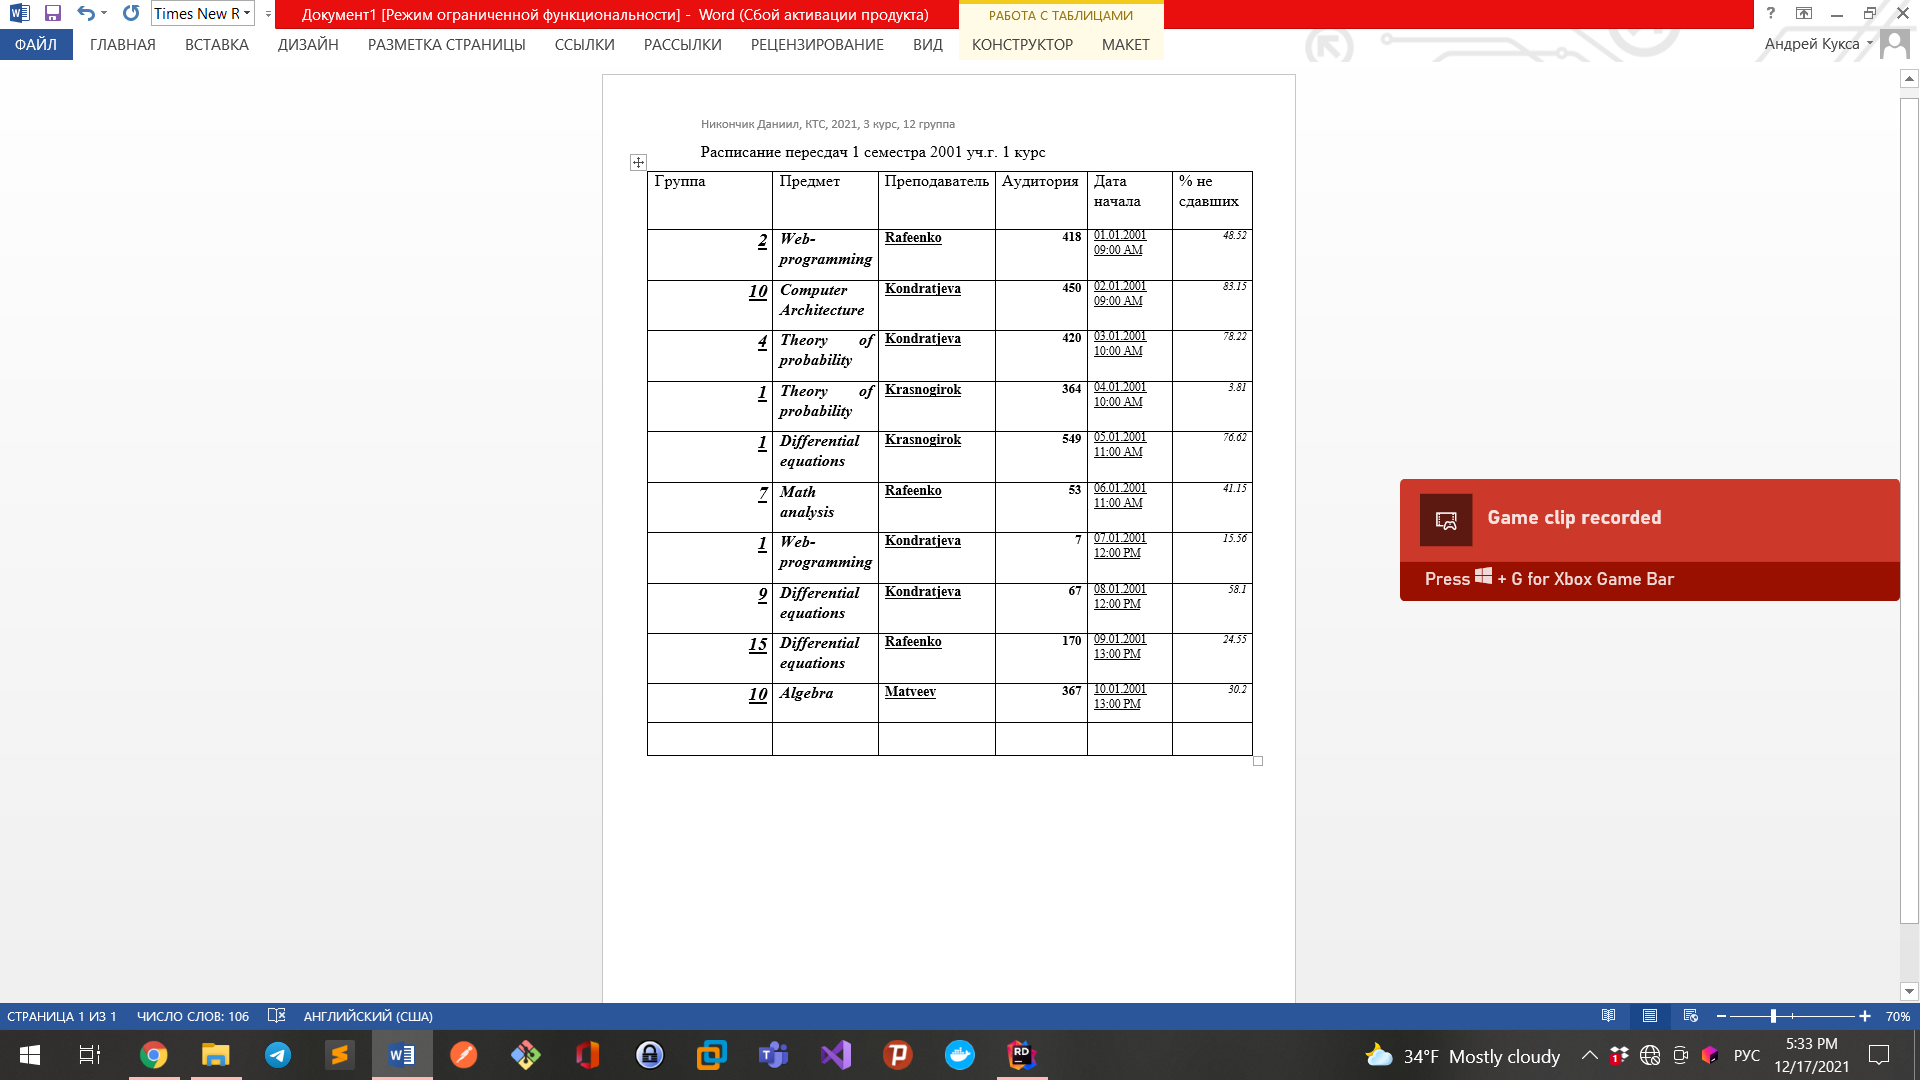 Times New R
Документ1 [Режим ограниченной функциональности] - Word (Сбой активации продукта)
РАБОТА С ТАБЛИЦАМИ
?
ФАЙЛ ГЛАВНАЯ ВСТАВКА ДИЗАЙН РАЗМЕТКА СТРАНИЦЫ ССЫЛКИ РАССЫЛКИ РЕЦЕНЗИРОВАНИЕ ВИД КОНСТРУКТОР МАКЕТ
Андрей Кукса
Никончик Даниил, КТС, 2021, 3 курс, 12 группа
Расписание пересдач 1 семестра 2001 уч.г. 1 курс
Группа Предмет Преподаватель Аудитория Дата % не
начала сдавших
2 Web- Rafeenko 418 01.01.2001 48.52
programming 09:00 AM
10 Computer Kondratjeva 450 02.01.2001 83.15
Architecture 09:00 AM
4 Theory of Kondratjeva 420 03.01.2001 78.22
probability 10:00 AM
1 Theory of Krasnogirok 364 04.01.2001 3.81
probability 10:00 AM
1 Differential Krasnogirok 549 05.01.2001 76.62
equations 11:00 AM
7 Math Rafeenko 53 06.01.2001 41.15
analysis 11:00 AM
1 Web- Kondratjeva 7 07.01.2001 15.56
programming 12:00 PM
9 Differential Kondratjeva 67 08.01.2001 58.1
equations 12:00 PM
15 Differential Rafeenko 170 09.01.2001 24.55
equations 13:00 PM
10 Algebra Matveev 367 10.01.2001 30.2
13:00 PM
Game clip recorded
Press + G for Xbox Game Bar
СТРАНИЦА 1 ИЗ 1 ЧИСЛО СЛОВ: 106 АНГЛИЙСКИЙ (США)
70%
RD
34°F Mostly cloudy
1
РУС
5:33 PM
12/17/2021